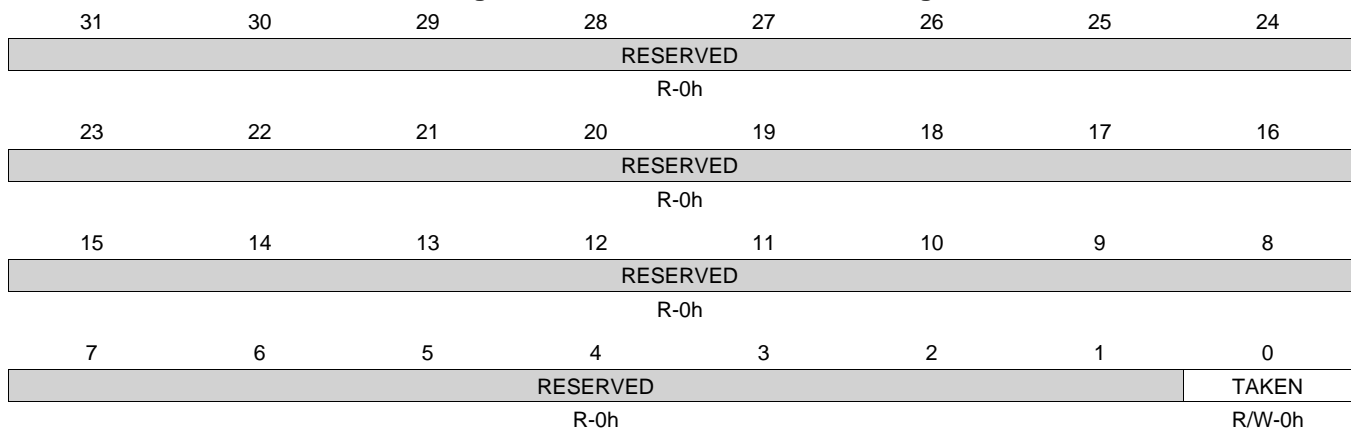 31 30 29 28 27 26 25 24
RESERVED
R-0h
23 22 21 20 19 18 17 16
RESERVED
R-0h
15 14 13 12 11 10 9 8
RESERVED
R-0h
7 6 5 4 3 2 1 0
RESERVED TAKEN
R-0h R/W-0h